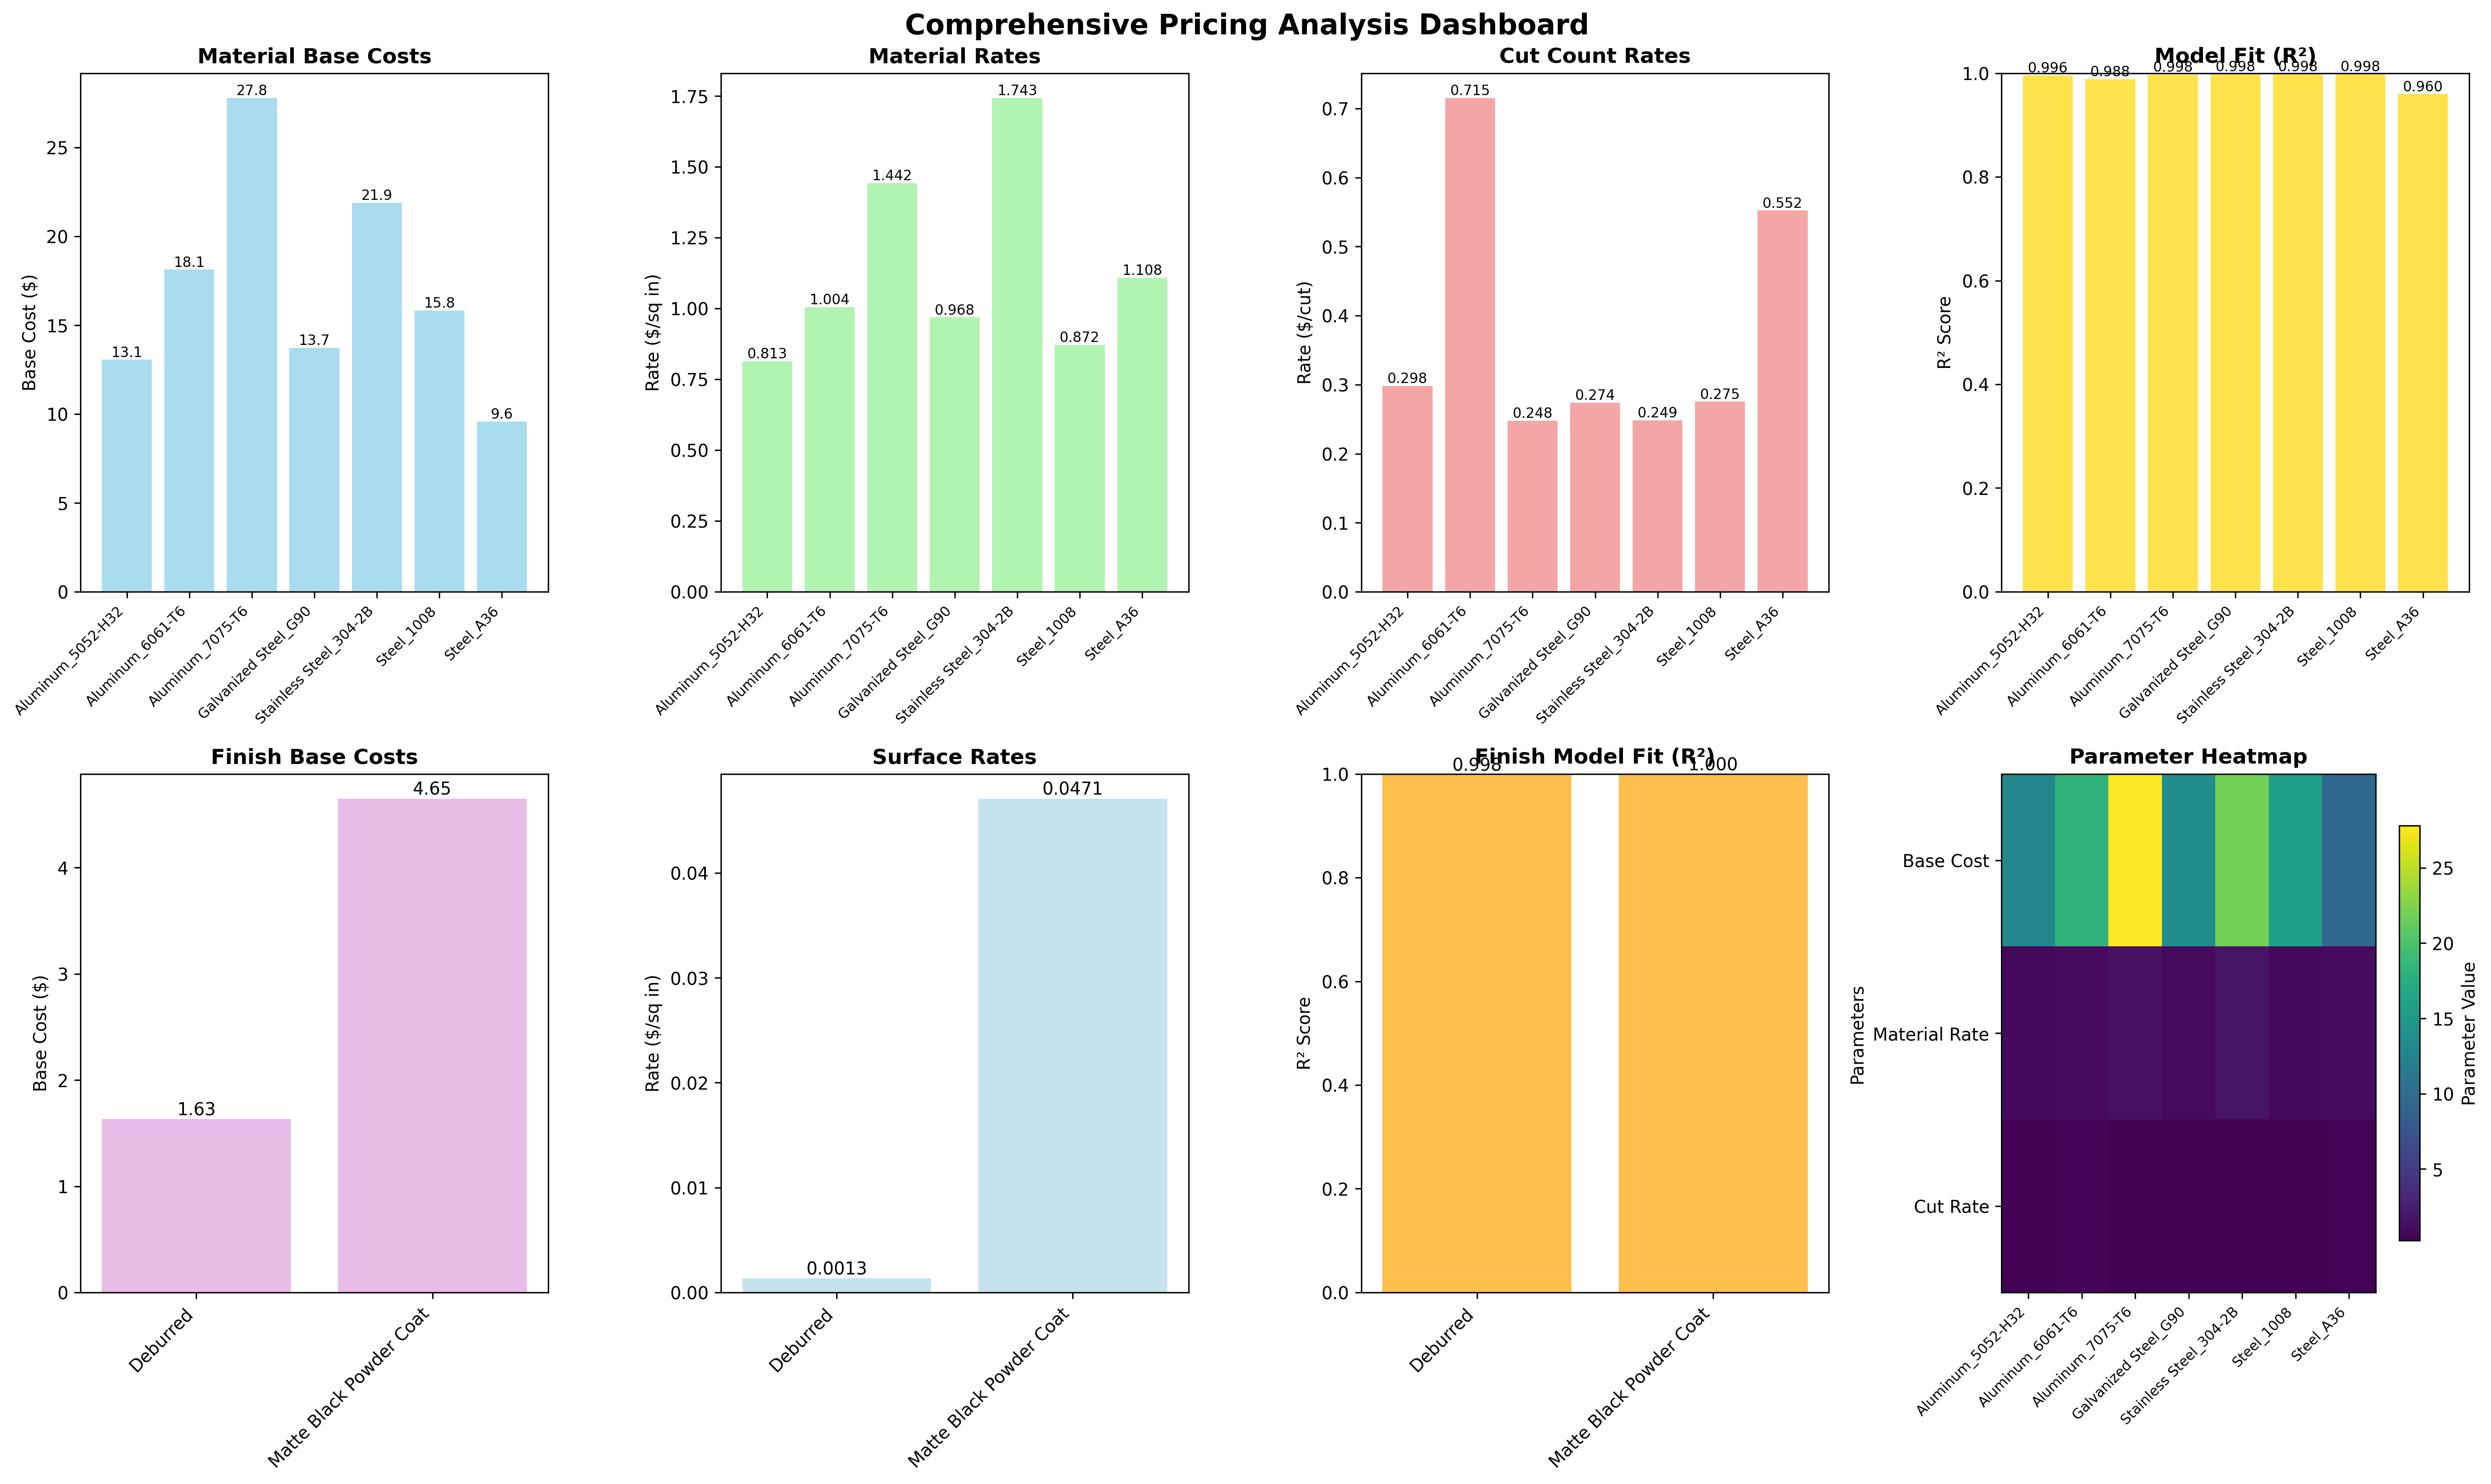 Comprehensive Pricing Analysis Dashboard
Material Base Costs
Base Cost ($)
25
20
15
10
5
0
13.1
18.1
27.8
13.7
21.9
15.8
9.6
Aluminum_5052-H32
Aluminum_6061-T6
Aluminum_7075-T6
Galvanized Steel_G90
Stainless Steel_304-2B
Steel_1008
Steel_A36
Material Rates
Rate ($/sq in)
1.75
1.50
1.25
1.00
0.75
0.50
0.25
0.00
0.813
1.004
1.442
0.968
1.743
0.872
1.108
Aluminum_5052-H32
Aluminum_6061-T6
Aluminum_7075-T6
Galvanized Steel_G90
Stainless Steel_304-2B
Steel_1008
Steel_A36
Cut Count Rates
Rate ($/cut)
0.7
0.6
0.5
0.4
0.3
0.2
0.1
0.0
0.298
0.715
0.248
0.274
0.249
0.275
0.552
Aluminum_5052-H32
Aluminum_6061-T6
Aluminum_7075-T6
Galvanized Steel_G90
Stainless Steel_304-2B
Steel_1008
Steel_A36
Model Fit (R²)
R² Score
1.0
0.8
0.6
0.4
0.2
0.0
0.996
0.988
0.998
0.998
0.998
0.998
0.960
Aluminum_5052-H32
Aluminum_6061-T6
Aluminum_7075-T6
Galvanized Steel_G90
Stainless Steel_304-2B
Steel_1008
Steel_A36
Finish Base Costs
Base Cost ($)
4
3
2
1
0
1.63
4.65
Deburred
Matte Black Powder Coat
Surface Rates
Rate ($/sq in)
0.04
0.03
0.02
0.01
0.00
0.0013
0.0471
Deburred
Matte Black Powder Coat
Finish Model Fit (R²)
R² Score
1.0
0.8
0.6
0.4
0.2
0.0
0.998
1.000
Deburred
Matte Black Powder Coat
Parameter Heatmap
Parameters
Base Cost
Material Rate
Cut Rate
Aluminum_5052-H32
Aluminum_6061-T6
Aluminum_7075-T6
Galvanized Steel_G90
Stainless Steel_304-2B
Steel_1008
Steel_A36
25
20
15
10
5
Parameter Value